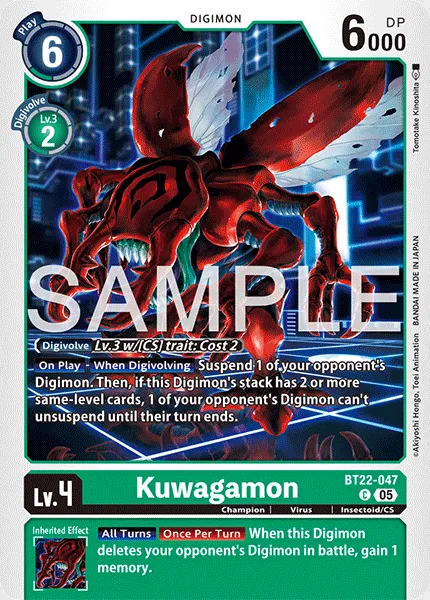 DIGIMON
Play
6
6000
DP
Digivolve
Lv.3
2
Tomotake Kinoshita
SAMPLE
Digivolve Lv.3 w/[CS] trait: Cost 2
On Play When Digivolving Suspend 1 of your opponent's
Digimon. Then, if this Digimon's stack has 2 or more
same-level cards, 1 of your opponent's Digimon can't
unsuspend until their turn ends.
©Akiyoshi Hongo, Toei Animation BANDAI MADE IN JAPAN
Lv.4
Kuwagamon
BT22-047
C 05
Champion Virus Insectoid/CS
Inherited Effect
All Turns Once Per Turn When this Digimon
deletes your opponent's Digimon in battle, gain 1
memory.